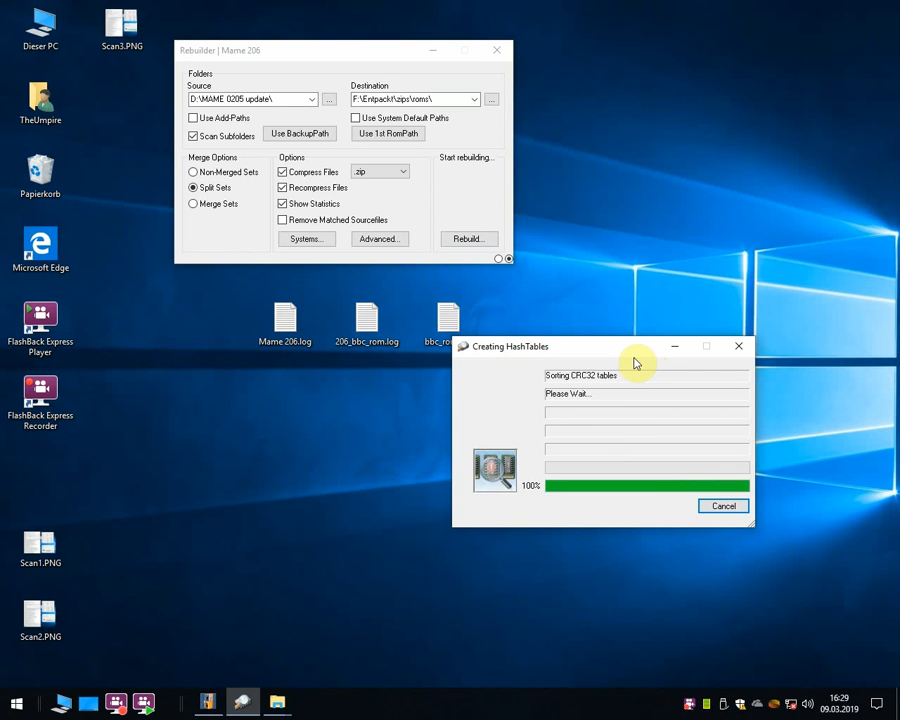 Dieser PC
Scan3.PNG
TheUmpire
Papierkorb
Microsoft Edge
FlashBack Express
Player
FlashBack Express
Recorder
Scan1.PNG
Scan2.PNG
Rebuilder | Mame 206
Folders
Source
Destination
D:\MAME 0205 update\
...
F:\Entpackt\zips\roms\
...
Use Add-Paths
Use System Default Paths
Scan Subfolders
Use BackupPath
Use 1st RomPath
Merge Options
Non-Merged Sets
Split Sets
Merge Sets
Options
Compress Files
.zip
Recompress Files
Show Statistics
Remove Matched Sourcefiles
Systems...
Advanced...
Start rebuilding...
Rebuild...
Mame 206.log
206_bbc_rom.log
Creating HashTables
Sorting CRC32 tables
Please Wait...
100%
Cancel
16:29
09.03.2019